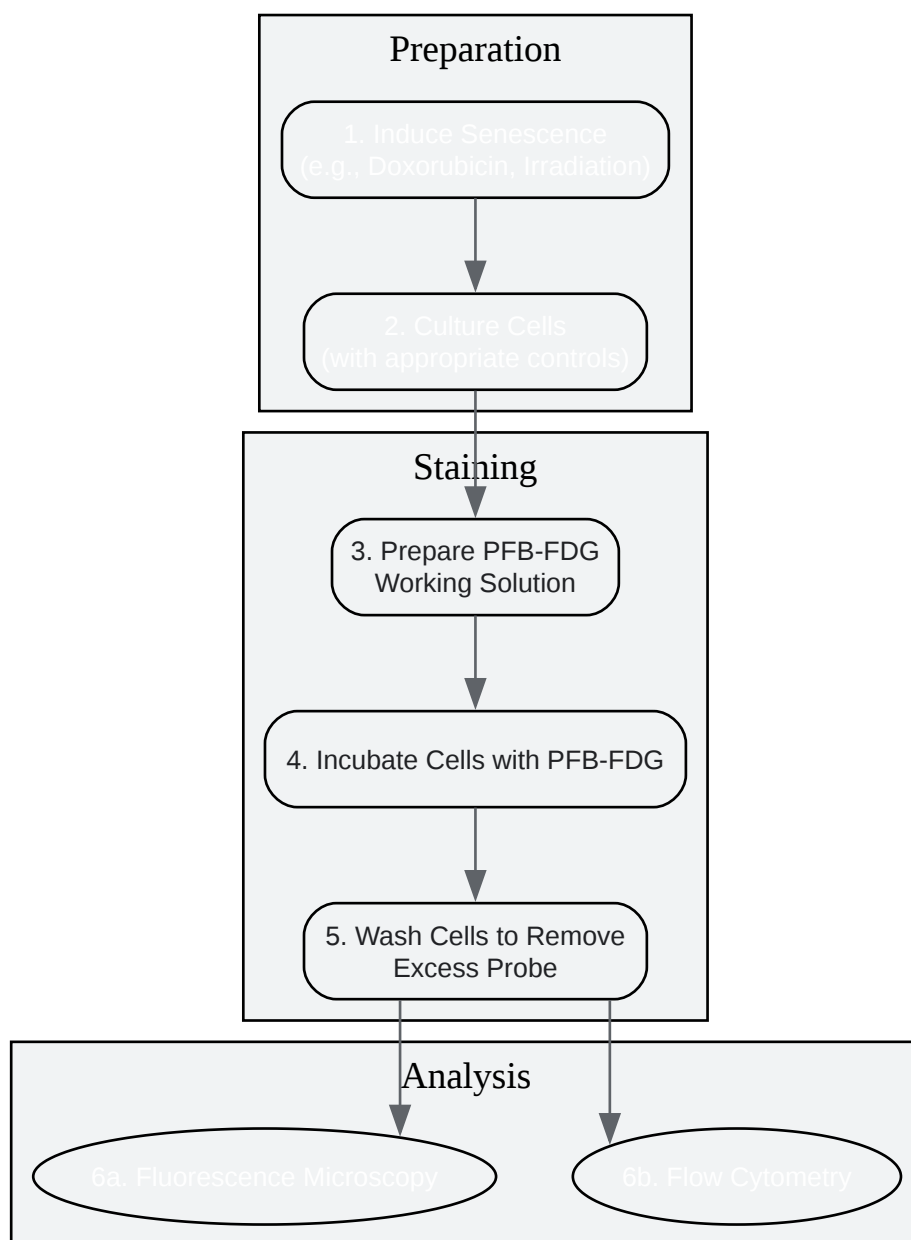 Preparation
1. Induce Senescence
(e.g., Doxorubicin, Irradiation)
2. Culture Cells
(with appropriate controls)
Staining
3. Prepare PFB-FDG
Working Solution
4. Incubate Cells with PFB-FDG
5. Wash Cells to Remove
Excess Probe
Analysis
6a. Fluorescence Microscopy
6b. Flow Cytometry